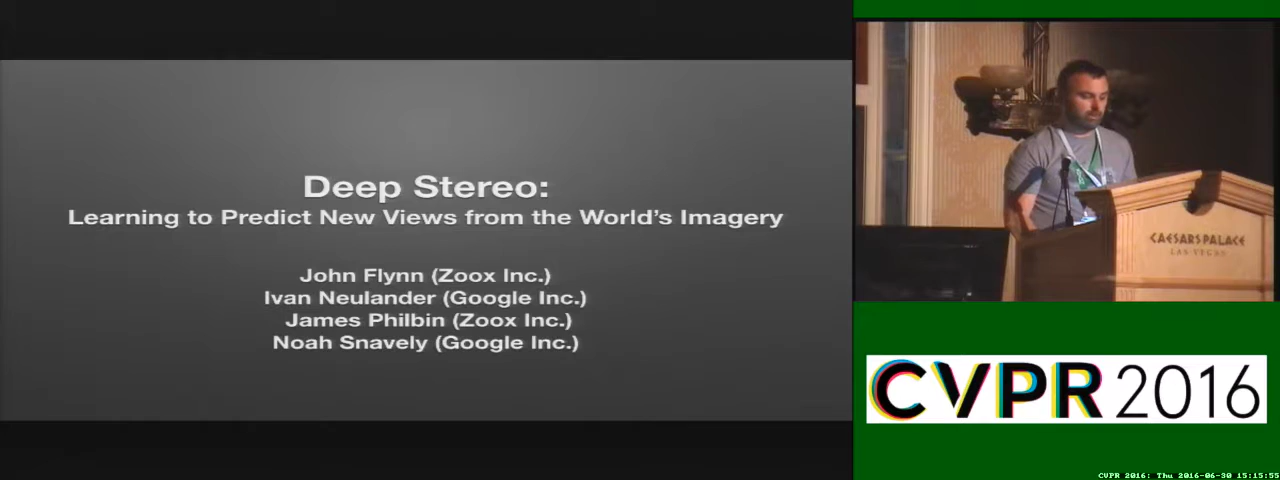 Deep Stereo:
Learning to Predict New Views from the World's Imagery
John Flynn (Zoox Inc.)
Ivan Neulander (Google Inc.)
James Philbin (Zoox Inc.)
Noah Snavely (Google Inc.)
CAESARS PALACE
LAS VEGAS
CVPR 2016
CVPR 2016: Thu 2016-06-30 15:15:55